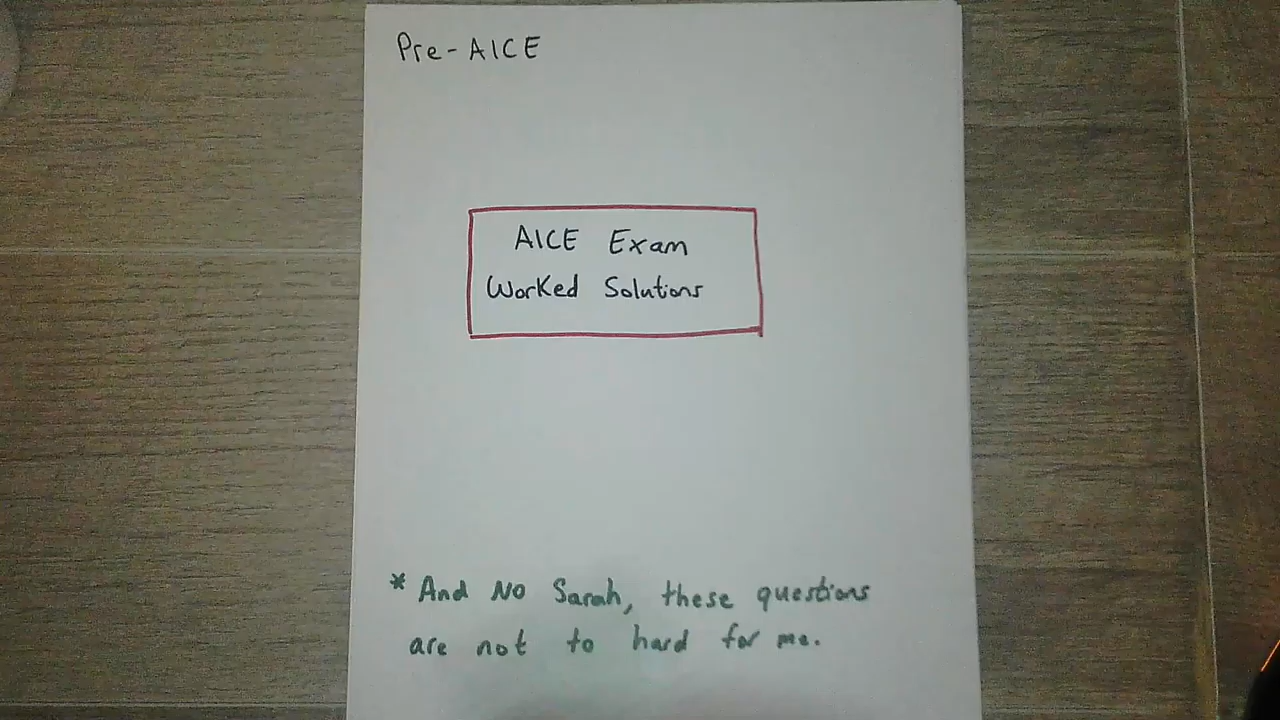 Pre-AICE
AICE Exam
Worked Solutions
* And No Sarah, these questions
are not to hard for me.